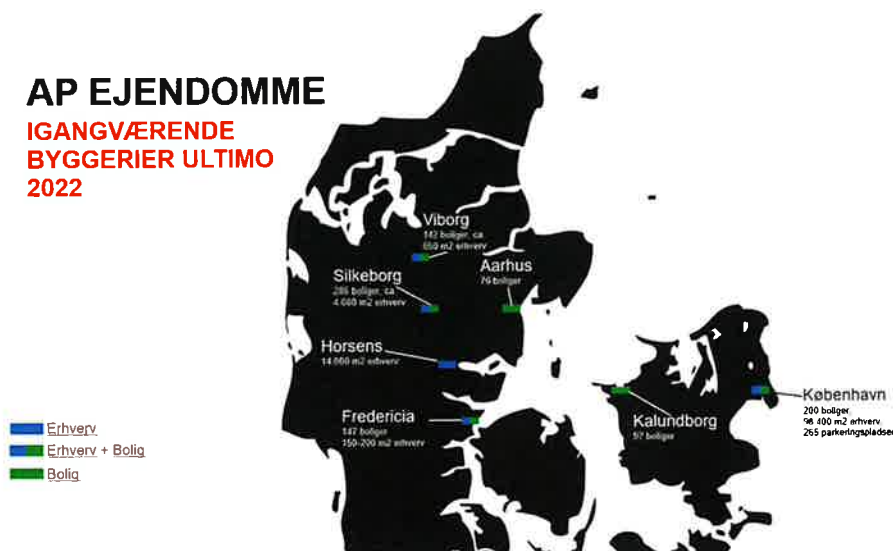 AP EJENDOMME
IGANGVÆRENDE
BYGGERIER ULTIMO
2022
Viborg
142 boliger, ca.
650 m2 erhverv
Silkeborg
286 boliger, ca
4.000 m2 erhverv
Aarhus
76 boliger
Horsens
14.000 m2 erhverv
Fredericia
147 boliger
150-200 m2 erhverv
Kalundborg
97 boliger
København
200 boliger
98.400 m2 erhverv
265 parkeringspladser
Erhverv
Erhverv + Bolig
Bolig